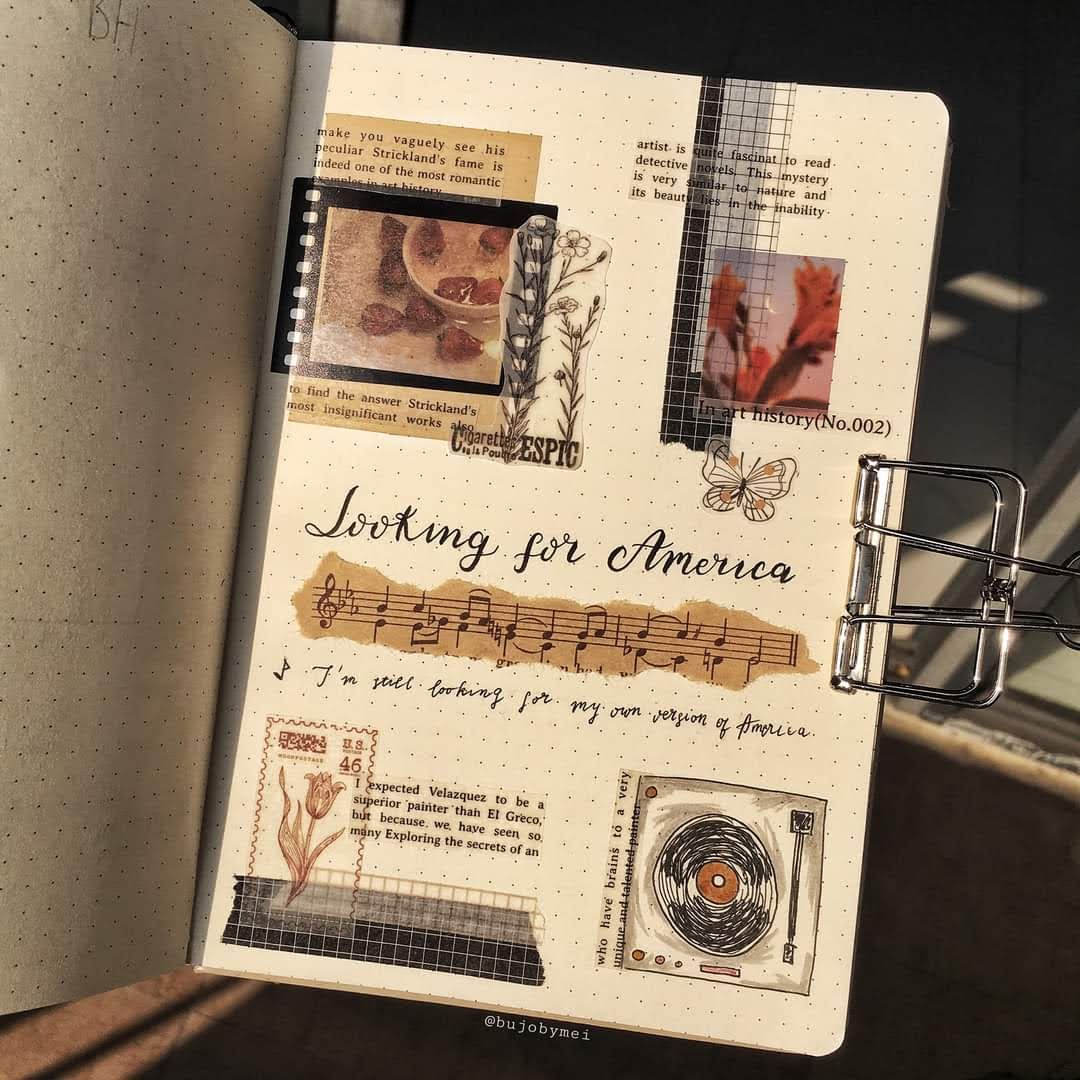 BH
make you vaguely see his
peculiar Strickland's fame is
indeed one of the most romantic
examples in art history
to find the answer Strickland's
most insignificant works also
Cigarettes
ESPIC
artist is quite fascinat to read
detective novels. This mystery
is very similar to nature and
its beauty lies in the inability
In art history(No.002)
Looking for America
I'm still looking for my own version of America.
U.S.
POSTAGE
46
I expected Velazquez to be a
superior painter than El Greco,
but because we have seen so
many Exploring the secrets of an
who have brains to a very
unique and talented painter
@bujobymei